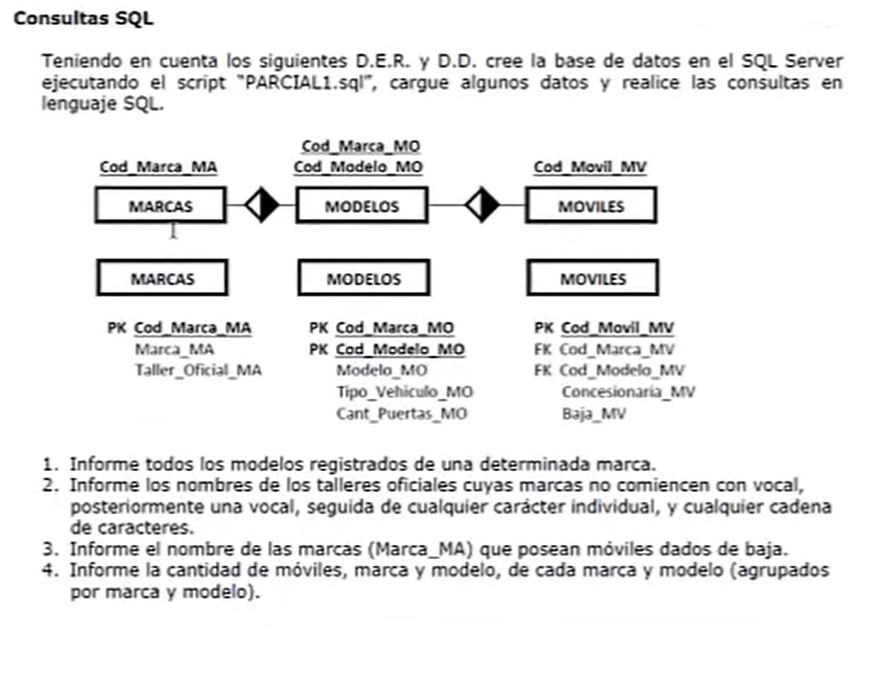 Consultas SQL
Teniendo en cuenta los siguientes D.E.R. y D.D. cree la base de datos en el SQL Server
ejecutando el script "PARCIAL1.sql", cargue algunos datos y realice las consultas en
lenguaje SQL.
Cod_Marca_MO
Cod_Marca_MA Cod_Modelo_MO Cod_Movil_MV
MARCAS MODELOS MOVILES
MARCAS MODELOS MOVILES
PK Cod_Marca_MA PK Cod_Marca_MO PK Cod_Movil_MV
Marca_MA PK Cod_Modelo_MO FK Cod_Marca_MV
Taller_Oficial_MA Modelo_MO FK Cod_Modelo_MV
Tipo_Vehiculo_MO Concesionaria_MV
Cant_Puertas_MO Baja_MV
1. Informe todos los modelos registrados de una determinada marca.
2. Informe los nombres de los talleres oficiales cuyas marcas no comiencen con vocal,
posteriormente una vocal, seguida de cualquier carácter individual, y cualquier cadena
de caracteres.
3. Informe el nombre de las marcas (Marca_MA) que posean móviles dados de baja.
4. Informe la cantidad de móviles, marca y modelo, de cada marca y modelo (agrupados
por marca y modelo).